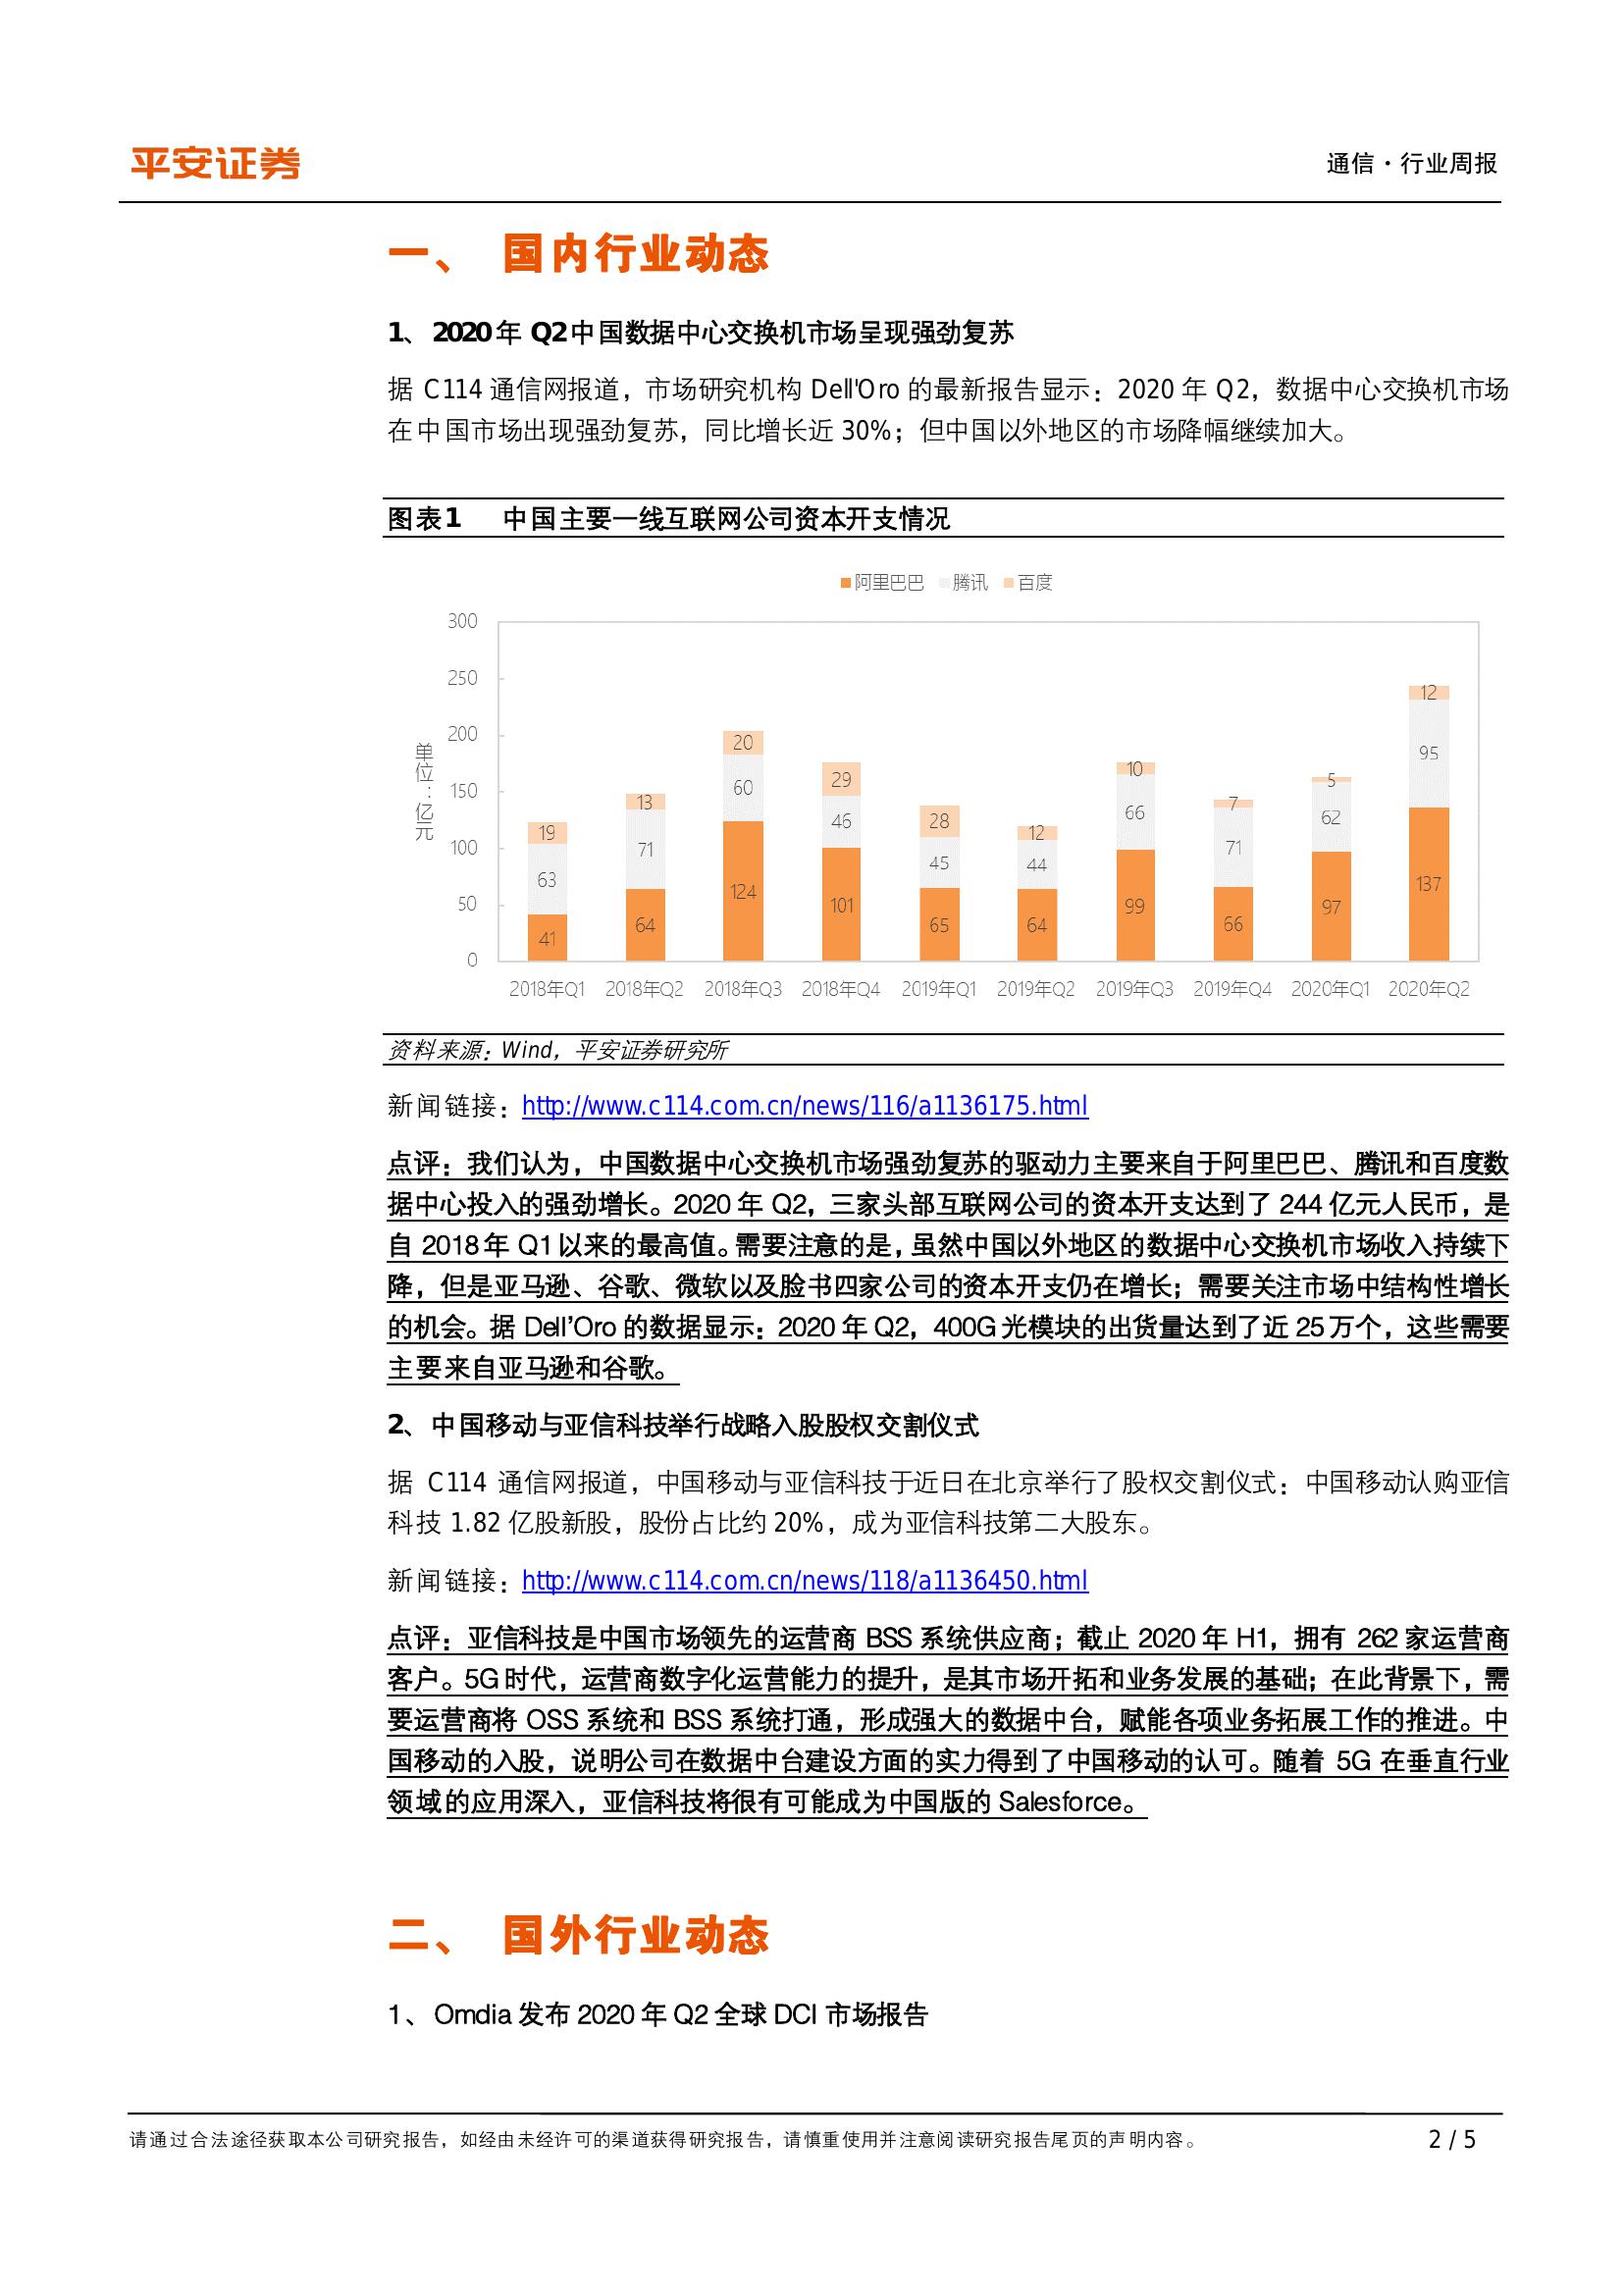 平安证券
通信·行业周报
一、 国内行业动态
1、 2020年 Q2中国数据中心交换机市场呈现强劲复苏
据 C114 通信网报道，市场研究机构 Dell'Oro 的最新报告显示：2020 年 Q2，数据中心交换机市场
在中国市场出现强劲复苏，同比增长近 30%；但中国以外地区的市场降幅继续加大。
图表1 中国主要一线互联网公司资本开支情况
阿里巴巴 腾讯 百度
单位：亿元
300
250
200
150
100
50
0
19 13 20 29 28 12 10 7 5 12
63 71 60 46 45 44 66 71 62 95
41 64 124 101 65 64 99 66 97 137
2018年Q1 2018年Q2 2018年Q3 2018年Q4 2019年Q1 2019年Q2 2019年Q3 2019年Q4 2020年Q1 2020年Q2
资料来源：Wind，平安证券研究所
新闻链接：http://www.c114.com.cn/news/116/a1136175.html
点评：我们认为，中国数据中心交换机市场强劲复苏的驱动力主要来自于阿里巴巴、腾讯和百度数
据中心投入的强劲增长。2020 年 Q2，三家头部互联网公司的资本开支达到了 244 亿元人民币，是
自 2018 年 Q1 以来的最高值。需要注意的是，虽然中国以外地区的数据中心交换机市场收入持续下
降，但是亚马逊、谷歌、微软以及脸书四家公司的资本开支仍在增长；需要关注市场中结构性增长
的机会。据 Dell’Oro 的数据显示：2020 年 Q2，400G 光模块的出货量达到了近 25 万个，这些需要
主要来自亚马逊和谷歌。
2、 中国移动与亚信科技举行战略入股股权交割仪式
据 C114 通信网报道，中国移动与亚信科技于近日在北京举行了股权交割仪式：中国移动认购亚信
科技 1.82 亿股新股，股份占比约 20%，成为亚信科技第二大股东。
新闻链接：http://www.c114.com.cn/news/118/a1136450.html
点评：亚信科技是中国市场领先的运营商 BSS 系统供应商；截止 2020 年 H1，拥有 262 家运营商
客户。5G 时代，运营商数字化运营能力的提升，是其市场开拓和业务发展的基础；在此背景下，需
要运营商将 OSS 系统和 BSS 系统打通，形成强大的数据中台，赋能各项业务拓展工作的推进。中
国移动的入股，说明公司在数据中台建设方面的实力得到了中国移动的认可。随着 5G 在垂直行业
领域的应用深入，亚信科技将很有可能成为中国版的 Salesforce。
二、 国外行业动态
1、 Omdia 发布 2020 年 Q2 全球 DCI 市场报告
请通过合法途径获取本公司研究报告，如经由未经许可的渠道获得研究报告，请慎重使用并注意阅读研究报告尾页的声明内容。
2 / 5